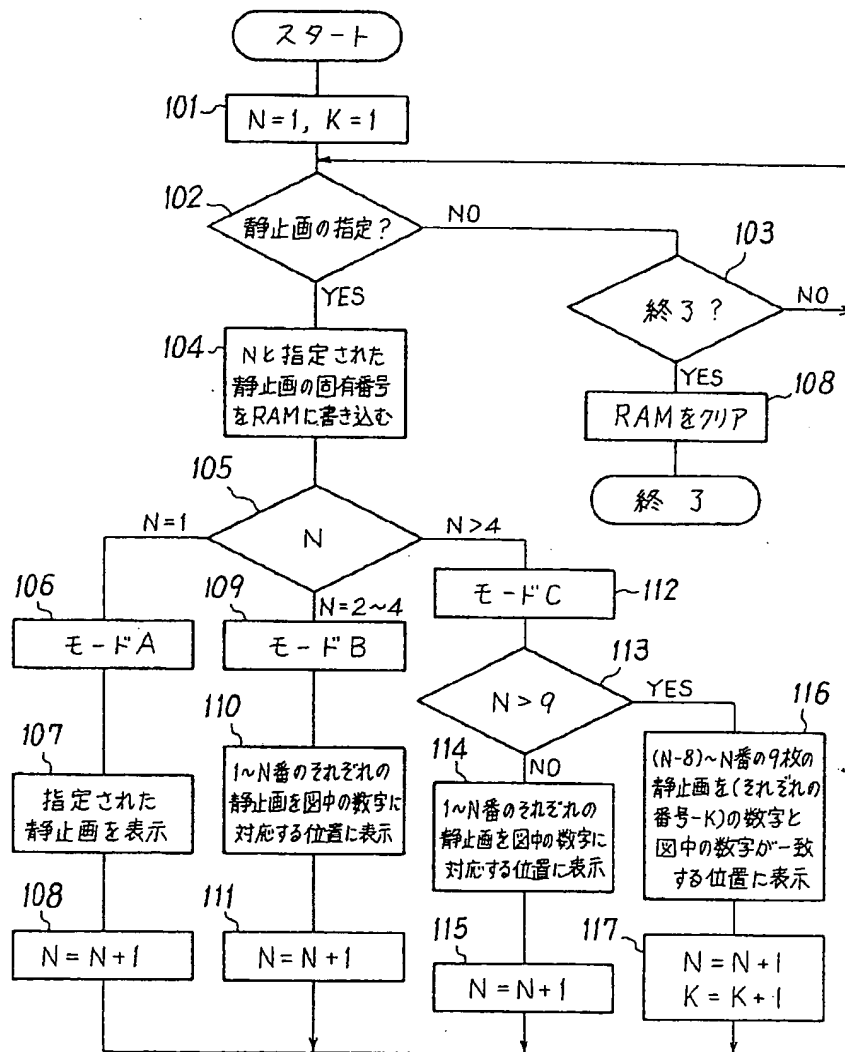 スタート
101
N=1, K=1
102
静止画の指定?
NO
YES
103
終了?
NO
YES
108
RAMをクリア
終了
104
Nと指定された
静止画の固有番号
をRAMに書き込む
105
N
N=1
N=2~4
N>4
106
モードA
107
指定された
静止画を表示
108
N=N+1
109
モードB
110
1~N番のそれぞれの
静止画を図中の数字に
対応する位置に表示
111
N=N+1
モードC
112
113
N>9
YES
NO
114
1~N番のそれぞれの
静止画を図中の数字に
対応する位置に表示
115
N=N+1
116
(N-8)~N番の9枚の
静止画を(それぞれの
番号-K)の数字と
図中の数字が一致
する位置に表示
117
N=N+1
K=K+1